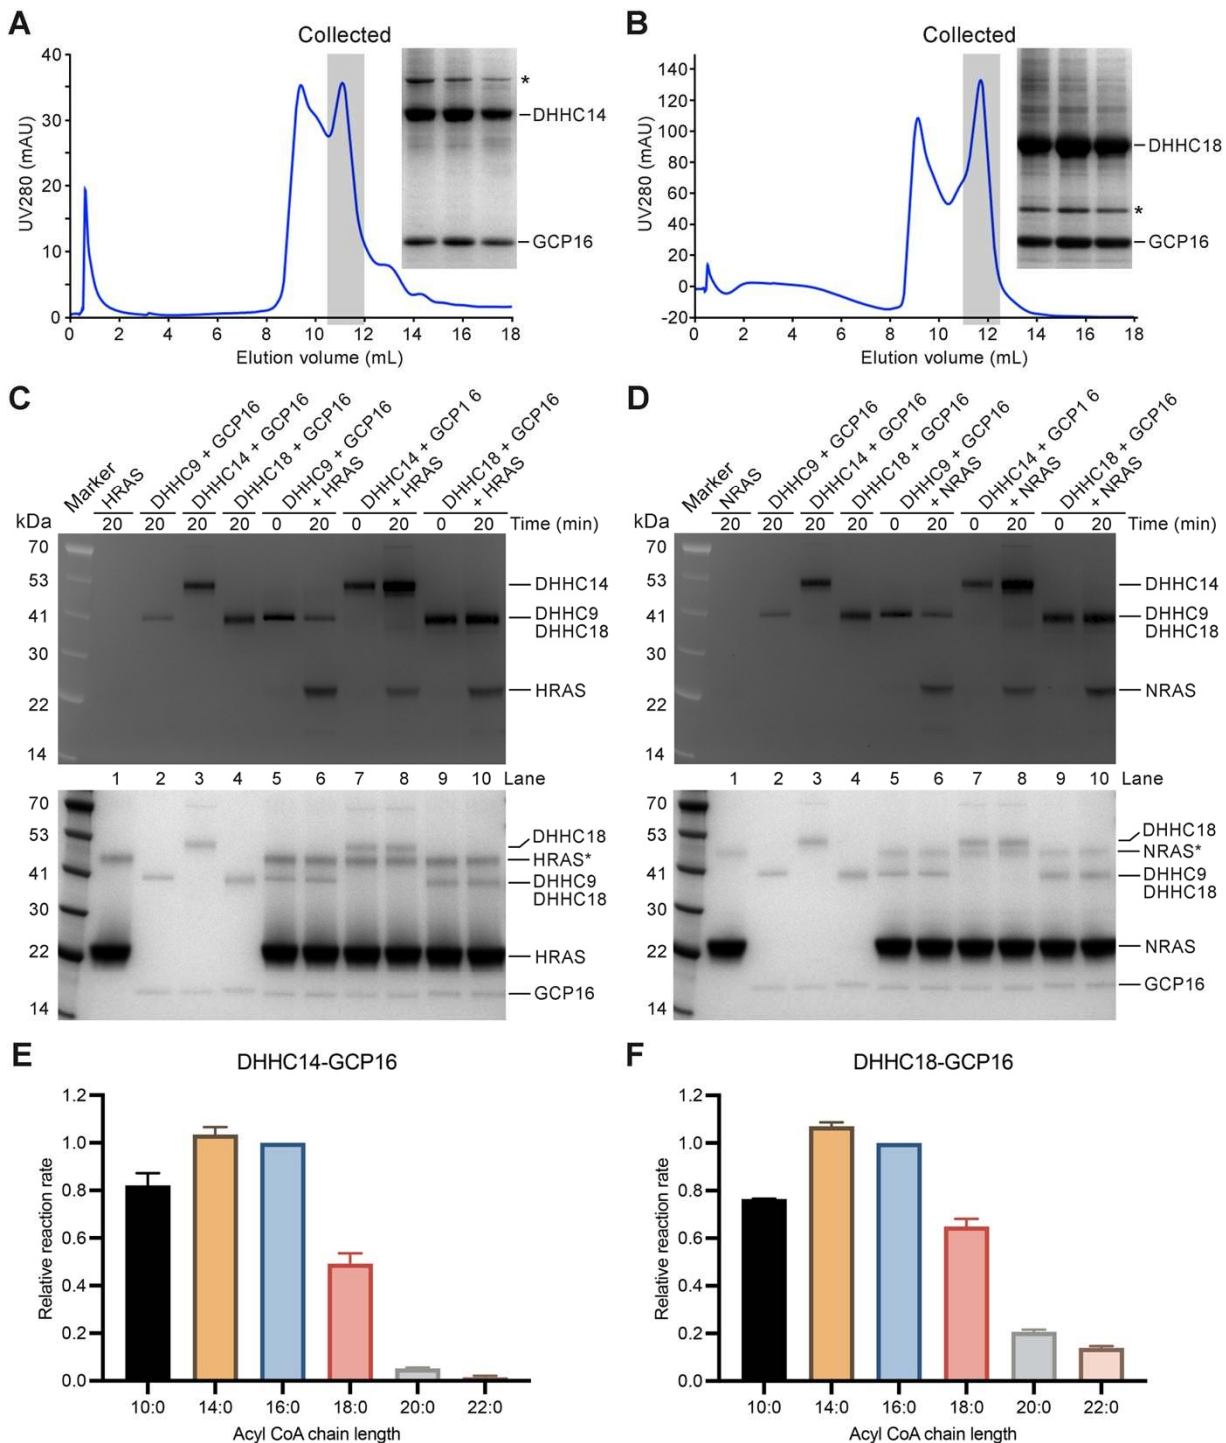 A
Collected
40
30
20
10
0
UV280 (mAU)
0 2 4 6 8 10 12 14 16 18
Elution volume (mL)
*
DHHC14
GCP16
B
Collected
140
120
100
80
60
40
20
0
-20
UV280 (mAU)
0 2 4 6 8 10 12 14 16 18
Elution volume (mL)
DHHC18
*
GCP16
C
Marker
HRAS
DHHC9 + GCP16
DHHC14 + GCP16
DHHC18 + GCP16
DHHC9 + GCP16
+ HRAS
DHHC14 + GCP1 6
+ HRAS
DHHC18 + GCP16
+ HRAS
kDa
20 20 20 20 0 20 0 20 0 20 Time (min)
70
53
41
30
22
14
DHHC14
DHHC9
DHHC18
HRAS
1 2 3 4 5 6 7 8 9 10 Lane
70
53
41
30
22
14
DHHC18
HRAS*
DHHC9
DHHC18
HRAS
GCP16
D
Marker
NRAS
DHHC9 + GCP16
DHHC14 + GCP16
DHHC18 + GCP16
DHHC9 + GCP16
+ NRAS
DHHC14 + GCP16
+ NRAS
DHHC18 + GCP16
+ NRAS
kDa
20 20 20 20 0 20 0 20 0 20 Time (min)
70
53
41
30
22
14
DHHC14
DHHC9
DHHC18
NRAS
1 2 3 4 5 6 7 8 9 10 Lane
70
53
41
30
22
14
DHHC18
NRAS*
DHHC9
DHHC18
NRAS
GCP16
E
DHHC14-GCP16
1.2
1.0
0.8
0.6
0.4
0.2
0.0
Relative reaction rate
10:0 14:0 16:0 18:0 20:0 22:0
Acyl CoA chain length
F
DHHC18-GCP16
1.2
1.0
0.8
0.6
0.4
0.2
0.0
Relative reaction rate
10:0 14:0 16:0 18:0 20:0 22:0
Acyl CoA chain length